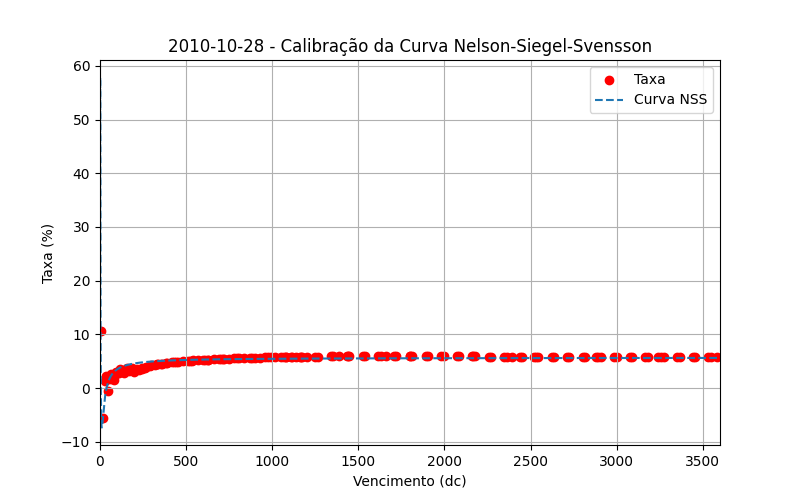 2010-10-28 - Calibração da Curva Nelson-Siegel-Svensson
Taxa
Curva NSS
Taxa (%)
60
50
40
30
20
10
0
−10
0 500 1000 1500 2000 2500 3000 3500
Vencimento (dc)